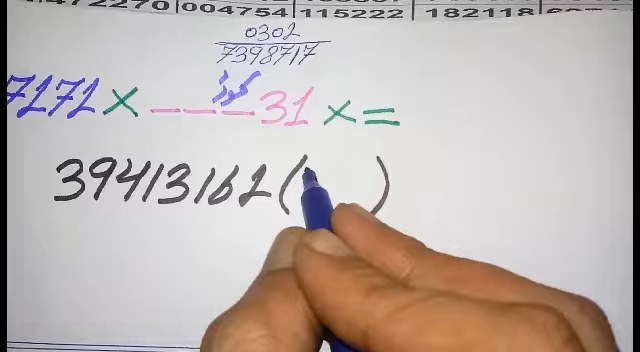 472270 004754 115222 182118
0302
7398717
7171 × _ _ _ 31 × =
39413162 ( )